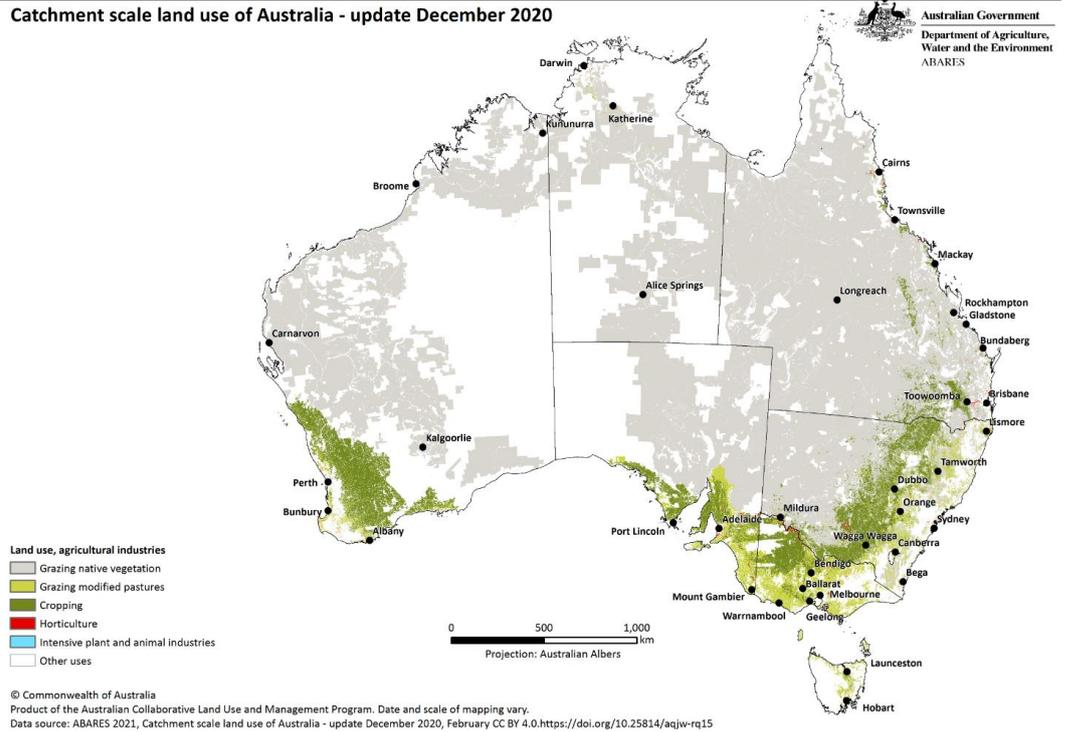 Catchment scale land use of Australia - update December 2020
Australian Government
Department of Agriculture,
Water and the Environment
ABARES
Darwin
Katherine
Kununurra
Broome
Cairns
Townsville
Mackay
Alice Springs
Longreach
Rockhampton
Gladstone
Carnarvon
Bundaberg
Toowoomba
Brisbane
Lismore
Kalgoorlie
Tamworth
Perth
Dubbo
Bunbury
Orange
Albany
Port Lincoln
Adelaide
Mildura
Sydney
Wagga Wagga
Canberra
Bendigo
Bega
Ballarat
Mount Gambier
Melbourne
Warrnambool
Geelong
Launceston
Hobart
Land use, agricultural industries
Grazing native vegetation
Grazing modified pastures
Cropping
Horticulture
Intensive plant and animal industries
Other uses
0 500 1,000
km
Projection: Australian Albers
© Commonwealth of Australia
Product of the Australian Collaborative Land Use and Management Program. Date and scale of mapping vary.
Data source: ABARES 2021, Catchment scale land use of Australia - update December 2020, February CC BY 4.0.https://doi.org/10.25814/aqjw-rq15